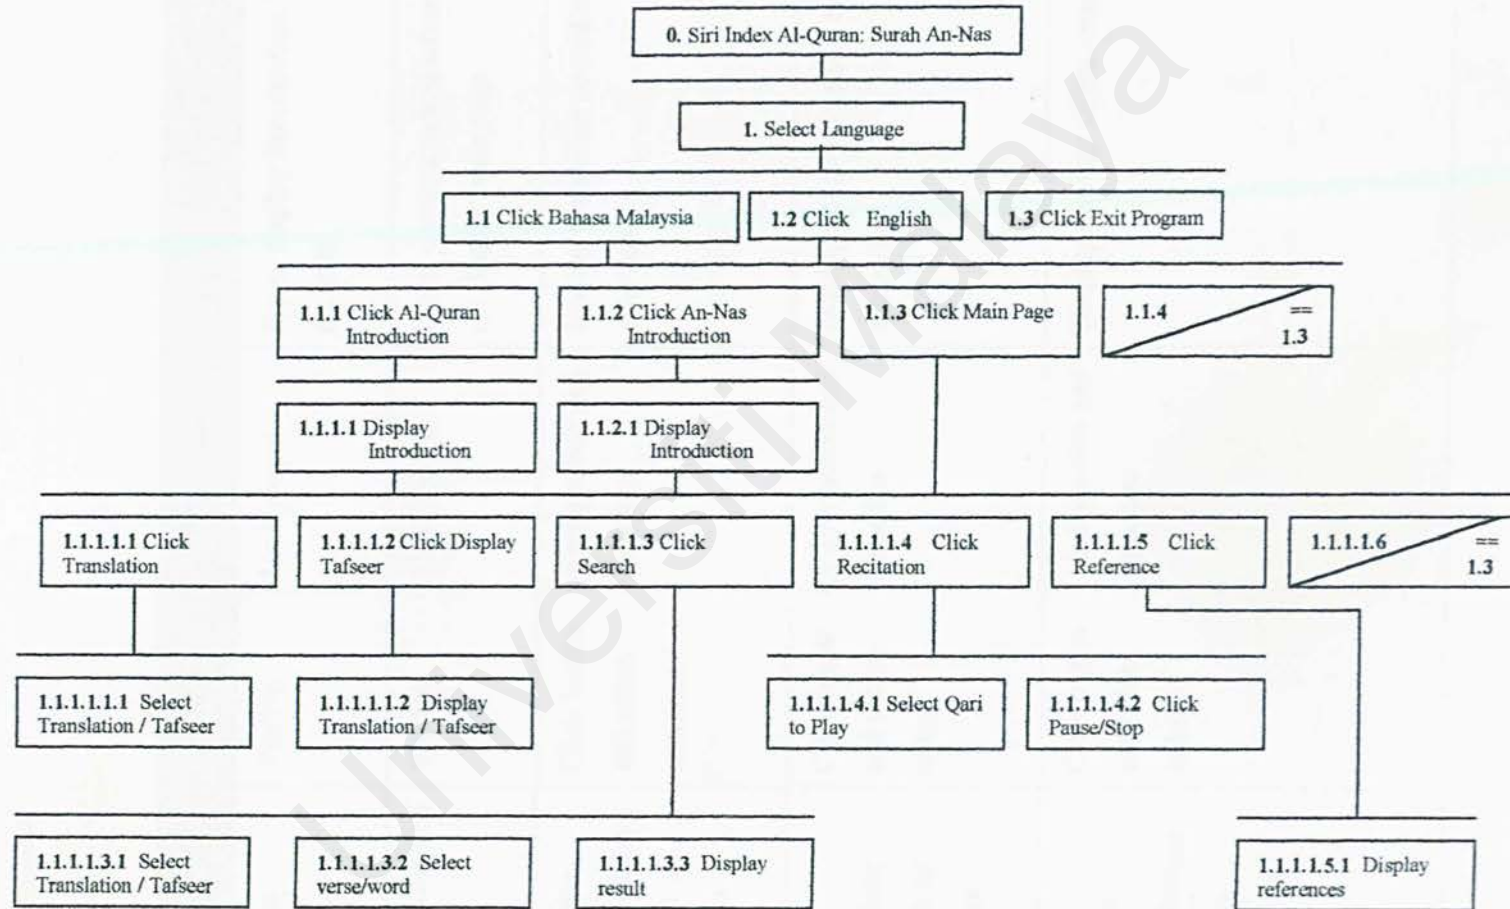 0. Siri Index Al-Quran: Surah An-Nas
1. Select Language
1.1 Click Bahasa Malaysia
1.2 Click English
1.3 Click Exit Program
1.1.1 Click Al-Quran
Introduction
1.1.2 Click An-Nas
Introduction
1.1.3 Click Main Page
1.1.4 ==
1.3
1.1.1.1 Display
Introduction
1.1.2.1 Display
Introduction
1.1.1.1.1 Click
Translation
1.1.1.1.2 Click Display
Tafseer
1.1.1.1.3 Click
Search
1.1.1.1.4 Click
Recitation
1.1.1.1.5 Click
Reference
1.1.1.1.6 ==
1.3
1.1.1.1.1.1 Select
Translation / Tafseer
1.1.1.1.1.2 Display
Translation / Tafseer
1.1.1.1.4.1 Select Qari
to Play
1.1.1.1.4.2 Click
Pause/Stop
1.1.1.1.3.1 Select
Translation / Tafseer
1.1.1.1.3.2 Select
verse/word
1.1.1.1.3.3 Display
result
1.1.1.1.5.1 Display
references
Universiti Malaya